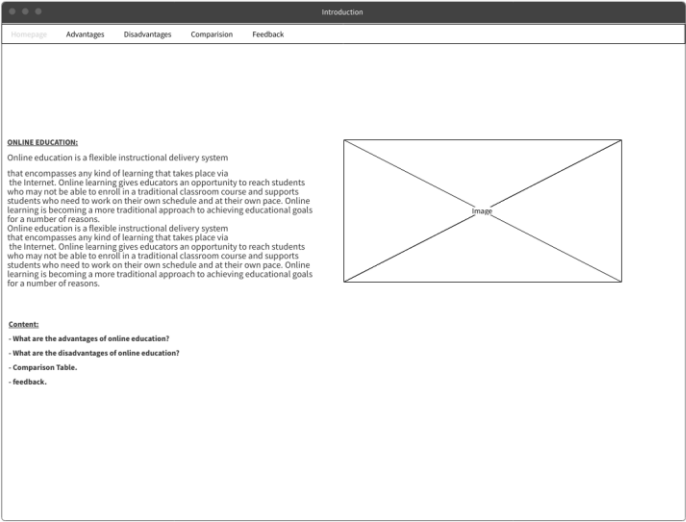 Introduction
Homepage Advantages Disadvantages Comparision Feedback
ONLINE EDUCATION:
Online education is a flexible instructional delivery system
that encompasses any kind of learning that takes place via
the Internet. Online learning gives educators an opportunity to reach students
who may not be able to enroll in a traditional classroom course and supports
students who need to work on their own schedule and at their own pace. Online
learning is becoming a more traditional approach to achieving educational goals
for a number of reasons.
Online education is a flexible instructional delivery system
that encompasses any kind of learning that takes place via
the Internet. Online learning gives educators an opportunity to reach students
who may not be able to enroll in a traditional classroom course and supports
students who need to work on their own schedule and at their own pace. Online
learning is becoming a more traditional approach to achieving educational goals
for a number of reasons.
Image
Content:
- What are the advantages of online education?
- What are the disadvantages of online education?
- Comparison Table.
- feedback.